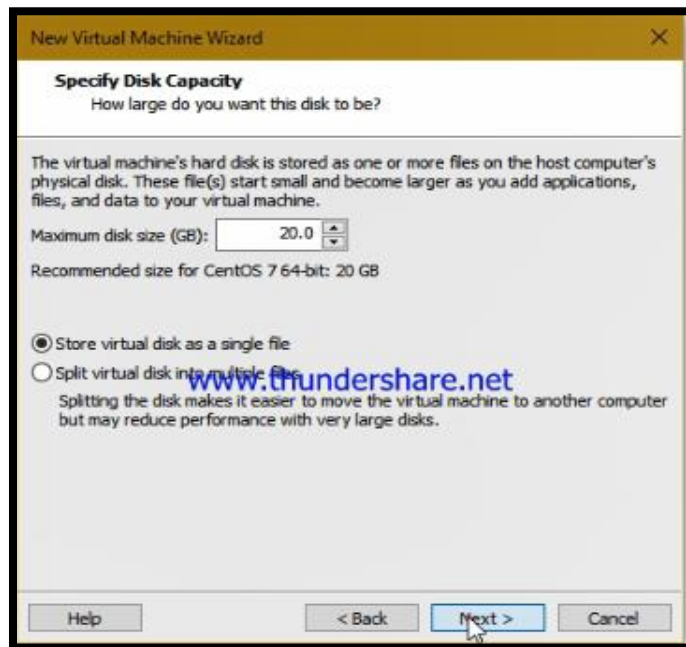 New Virtual Machine Wizard
Specify Disk Capacity
How large do you want this disk to be?
The virtual machine's hard disk is stored as one or more files on the host computer's
physical disk. These file(s) start small and become larger as you add applications,
files, and data to your virtual machine.
Maximum disk size (GB): 20.0
Recommended size for CentOS 7 64-bit: 20 GB
Store virtual disk as a single file
Split virtual disk into multiple files
www.thundershare.net
Splitting the disk makes it easier to move the virtual machine to another computer
but may reduce performance with very large disks.
Help < Back Next > Cancel